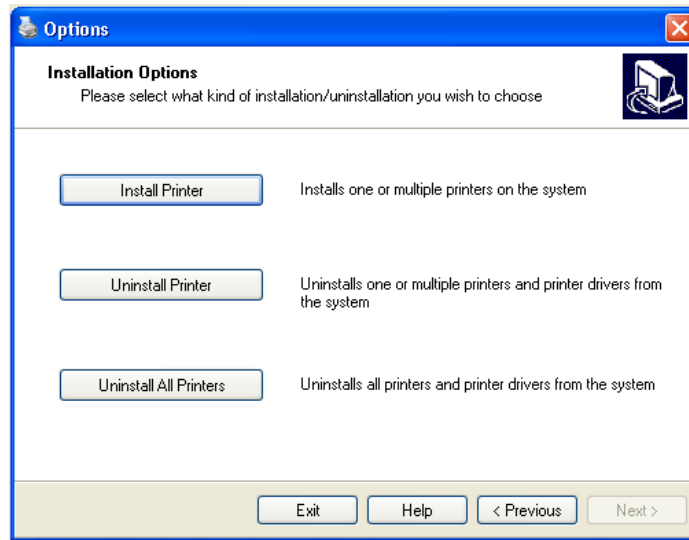 Options
Installation Options
Please select what kind of installation/uninstallation you wish to choose
Install Printer
Installs one or multiple printers on the system
Uninstall Printer
Uninstalls one or multiple printers and printer drivers from
the system
Uninstall All Printers
Uninstalls all printers and printer drivers from the system
Exit
Help
< Previous
Next >